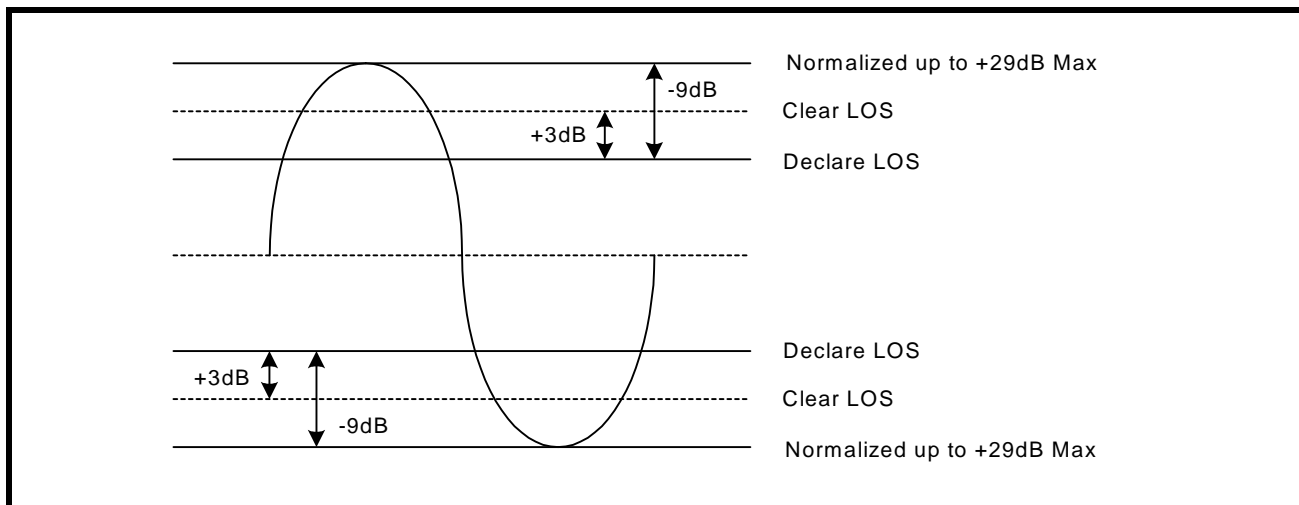 Normalized up to +29dB Max
-9dB
Clear LOS
+3dB
Declare LOS
Declare LOS
+3dB
Clear LOS
-9dB
Normalized up to +29dB Max